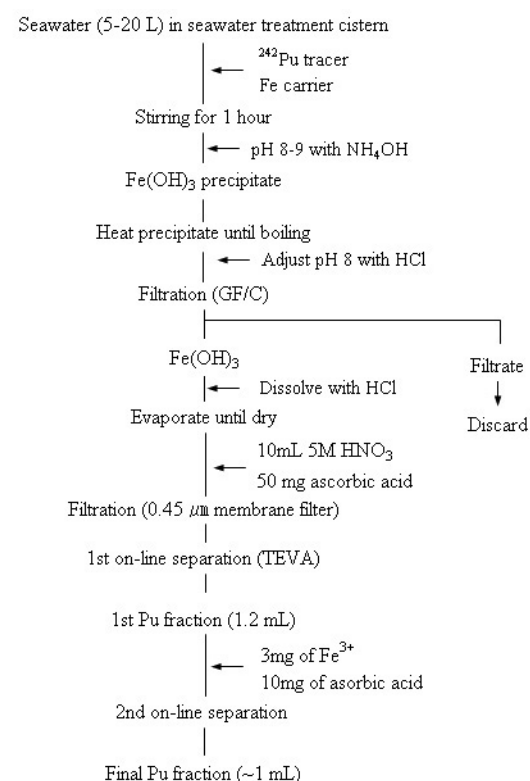 Seawater (5-20 L) in seawater treatment cistern
²⁴²Pu tracer
Fe carrier
Stirring for 1 hour
pH 8-9 with NH₄OH
Fe(OH)₃ precipitate
Heat precipitate until boiling
Adjust pH 8 with HCl
Filtration (GF/C)
Fe(OH)₃
Filtrate
Dissolve with HCl
Discard
Evaporate until dry
10mL 5M HNO₃
50 mg ascorbic acid
Filtration (0.45 ㎛ membrane filter)
1st on-line separation (TEVA)
1st Pu fraction (1.2 mL)
3mg of Fe³⁺
10mg of asorbic acid
2nd on-line separation
Final Pu fraction (~1 mL)